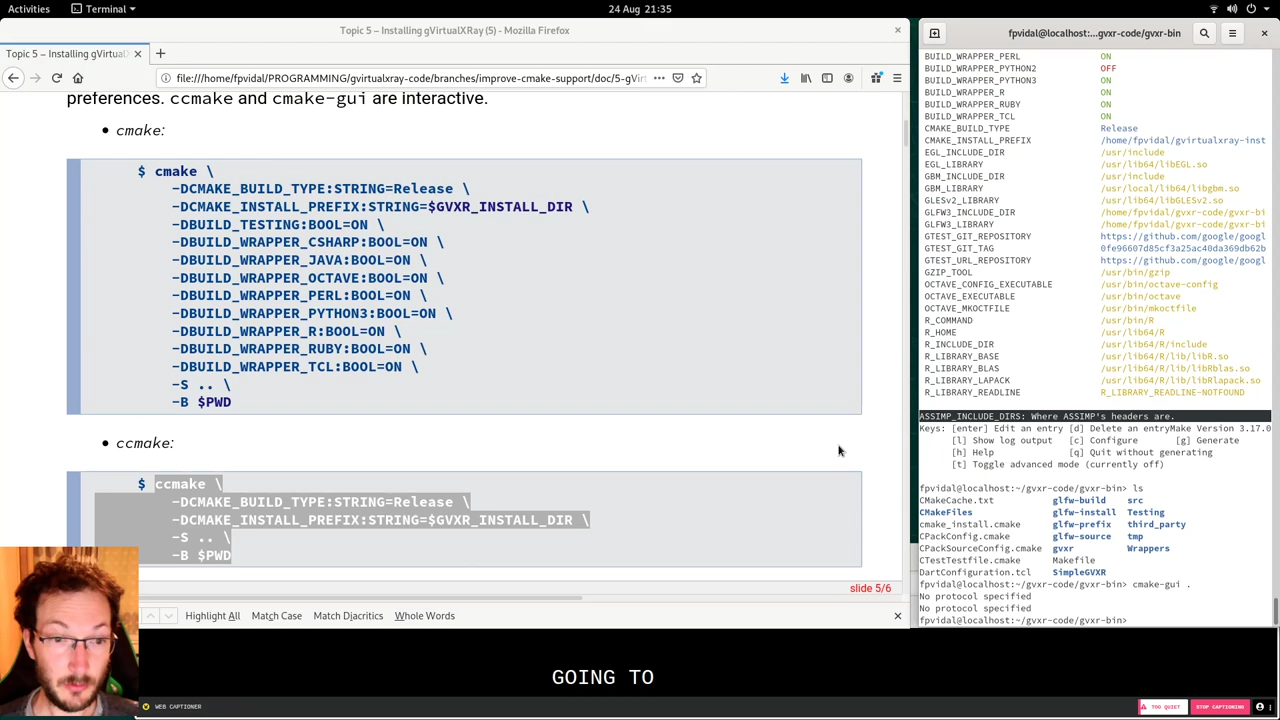 Activities
Terminal
24 Aug 21:35
Topic 5 – Installing gVirtualXRay (5) - Mozilla Firefox
Topic 5 – Installing gVirtual
file:///home/fpvidal/PROGRAMMING/gvirtualxray-code/branches/improve-cmake-support/doc/5-gVir
preferences. ccmake and cmake-gui are interactive.
• cmake:
$ cmake \
-DCMAKE_BUILD_TYPE:STRING=Release \
-DCMAKE_INSTALL_PREFIX:STRING=$GVXR_INSTALL_DIR \
-DBUILD_TESTING:BOOL=ON \
-DBUILD_WRAPPER_CSHARP:BOOL=ON \
-DBUILD_WRAPPER_JAVA:BOOL=ON \
-DBUILD_WRAPPER_OCTAVE:BOOL=ON \
-DBUILD_WRAPPER_PERL:BOOL=ON \
-DBUILD_WRAPPER_PYTHON3:BOOL=ON \
-DBUILD_WRAPPER_R:BOOL=ON \
-DBUILD_WRAPPER_RUBY:BOOL=ON \
-DBUILD_WRAPPER_TCL:BOOL=ON \
-S .. \
-B $PWD
• ccmake:
$ ccmake \
-DCMAKE_BUILD_TYPE:STRING=Release \
-DCMAKE_INSTALL_PREFIX:STRING=$GVXR_INSTALL_DIR \
-S .. \
-B $PWD
slide 5/6
Highlight All Match Case Match Diacritics Whole Words
fpvidal@localhost:...gvxr-code/gvxr-bin
BUILD_WRAPPER_PERL ON
BUILD_WRAPPER_PYTHON2 OFF
BUILD_WRAPPER_PYTHON3 ON
BUILD_WRAPPER_R ON
BUILD_WRAPPER_RUBY ON
BUILD_WRAPPER_TCL ON
CMAKE_BUILD_TYPE Release
CMAKE_INSTALL_PREFIX /home/fpvidal/gvirtualxray-inst
EGL_INCLUDE_DIR /usr/include
EGL_LIBRARY /usr/lib64/libEGL.so
GBM_INCLUDE_DIR /usr/include
GBM_LIBRARY /usr/local/lib64/libgbm.so
GLESv2_LIBRARY /usr/lib64/libGLESv2.so
GLFW3_INCLUDE_DIR /home/fpvidal/gvxr-code/gvxr-bi
GLFW3_LIBRARY /home/fpvidal/gvxr-code/gvxr-bi
GTEST_GIT_REPOSITORY https://github.com/google/googl
GTEST_GIT_TAG 0fe96607d85cf3a25ac40da369db62b
GTEST_URL_REPOSITORY https://github.com/google/googl
GZIP_TOOL /usr/bin/gzip
OCTAVE_CONFIG_EXECUTABLE /usr/bin/octave-config
OCTAVE_EXECUTABLE /usr/bin/octave
OCTAVE_MKOCTFILE /usr/bin/mkoctfile
R_COMMAND /usr/bin/R
R_HOME /usr/lib64/R
R_INCLUDE_DIR /usr/lib64/R/include
R_LIBRARY_BASE /usr/lib64/R/lib/libR.so
R_LIBRARY_BLAS /usr/lib64/R/lib/libRblas.so
R_LIBRARY_LAPACK /usr/lib64/R/lib/libRlapack.so
R_LIBRARY_READLINE R_LIBRARY_READLINE-NOTFOUND
ASSIMP_INCLUDE_DIRS: Where ASSIMP's headers are.
Keys: [enter] Edit an entry [d] Delete an entryMake Version 3.17.0
[l] Show log output [c] Configure [g] Generate
[h] Help [q] Quit without generating
[t] Toggle advanced mode (currently off)
fpvidal@localhost:~/gvxr-code/gvxr-bin> ls
CMakeCache.txt glfw-build src
CMakeFiles glfw-install Testing
cmake_install.cmake glfw-prefix third_party
CPackConfig.cmake glfw-source tmp
CPackSourceConfig.cmake gvxr Wrappers
CTestTestfile.cmake Makefile
DartConfiguration.tcl SimpleGVXR
fpvidal@localhost:~/gvxr-code/gvxr-bin> cmake-gui .
No protocol specified
No protocol specified
fpvidal@localhost:~/gvxr-code/gvxr-bin>
GOING TO
WEB CAPTIONER
TOO QUIET
STOP CAPTIONING